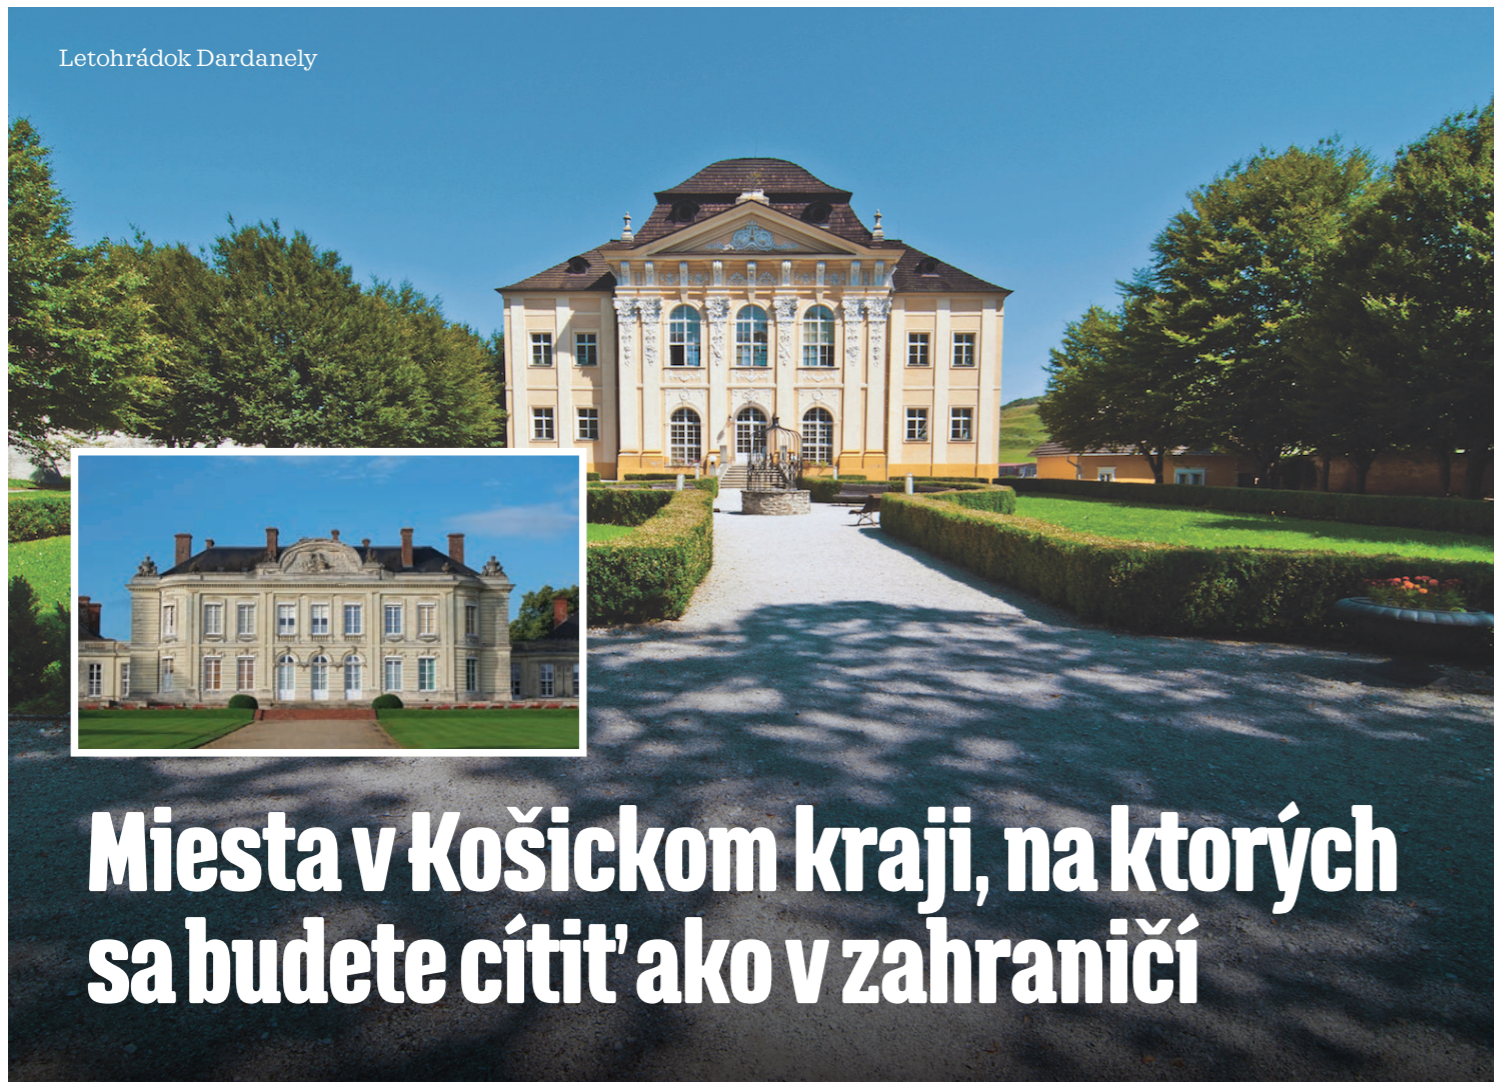 Letohrádok Dardanely
Miesta v Košickom kraji, na ktorých
sa budete cítiť ako v zahraničí